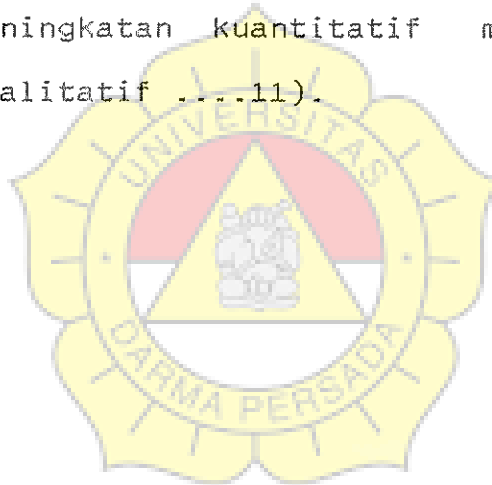 ningkatan kuantitatif m
alitatif ....11).
UNIVERSITAS
DARMA PERSADA